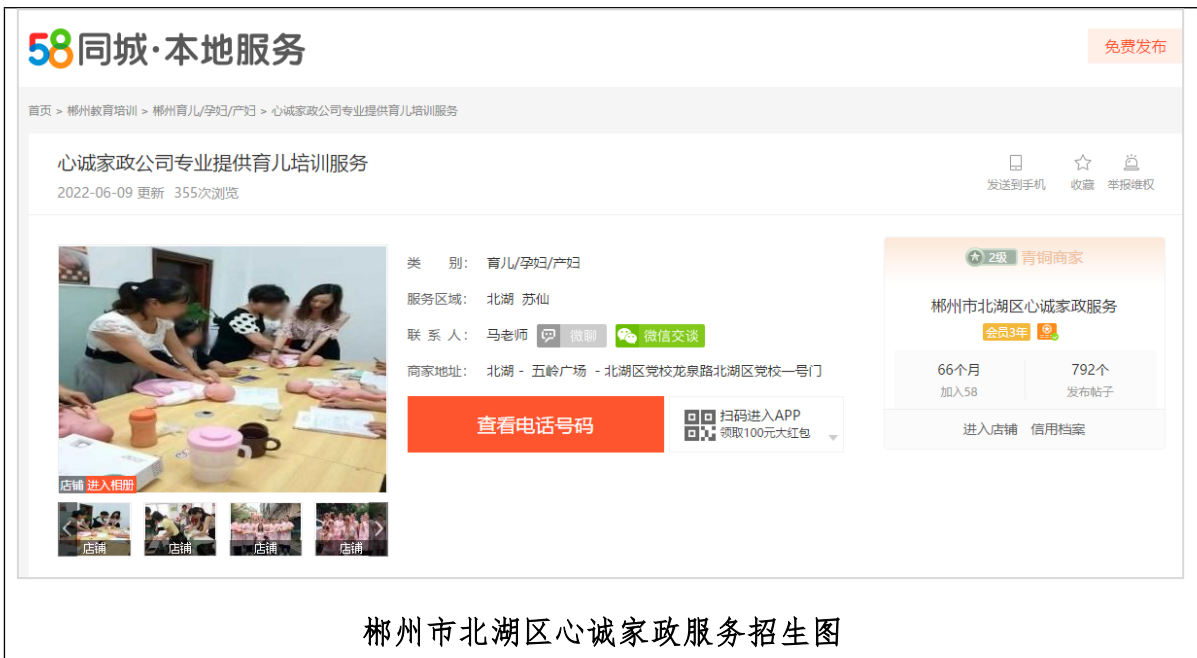 58同城·本地服务
免费发布
首页 > 郴州教育培训 > 郴州育儿/孕妇/产妇 > 心诚家政公司专业提供育儿培训服务
心诚家政公司专业提供育儿培训服务
2022-06-09 更新 355次浏览
发送到手机 收藏 举报维权
类 别： 育儿/孕妇/产妇
服务区域： 北湖 苏仙
联 系 人： 马老师 微聊 微信交谈
商家地址： 北湖 - 五岭广场 - 北湖区党校龙泉路北湖区党校一号门
查看电话号码
扫码进入APP
领取100元大红包
店铺 进入相册
店铺 店铺 店铺 店铺
2级 青铜商家
郴州市北湖区心诚家政服务
会员3年
66个月 792个
加入58 发布帖子
进入店铺 信用档案
郴州市北湖区心诚家政服务招生图